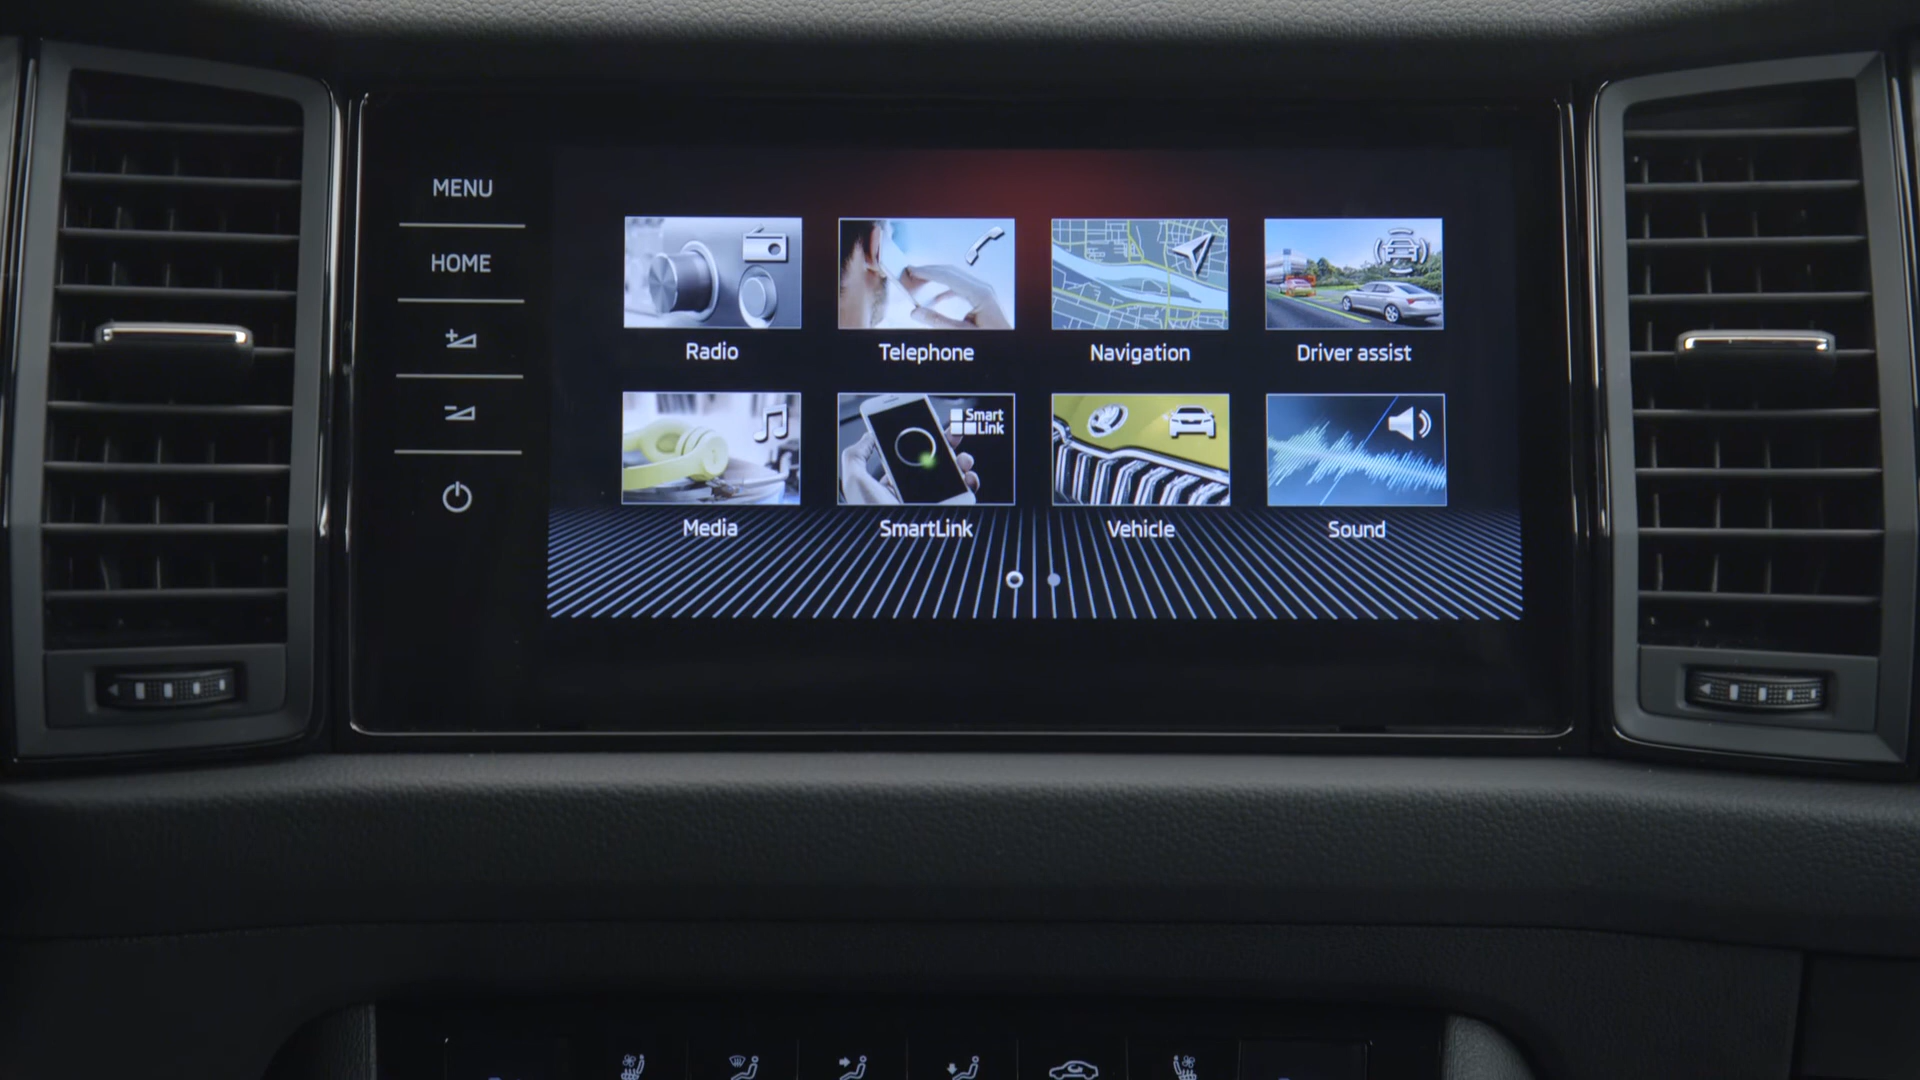 MENU
HOME
Radio
Telephone
Navigation
Driver assist
Smart
Link
Media
SmartLink
Vehicle
Sound